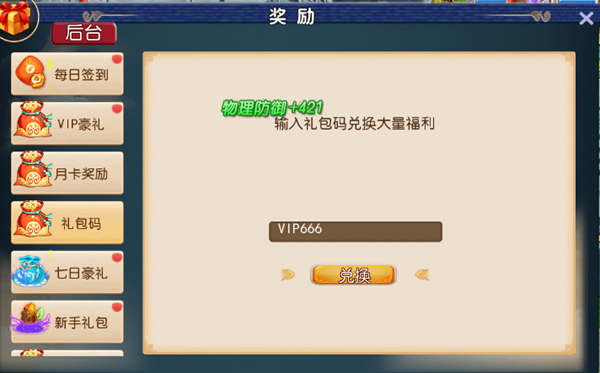 奖励
后台
每日签到
VIP豪礼
月卡奖励
礼包码
七日豪礼
新手礼包
物理防御+421
输入礼包码兑换大量福利
VIP666
兑换